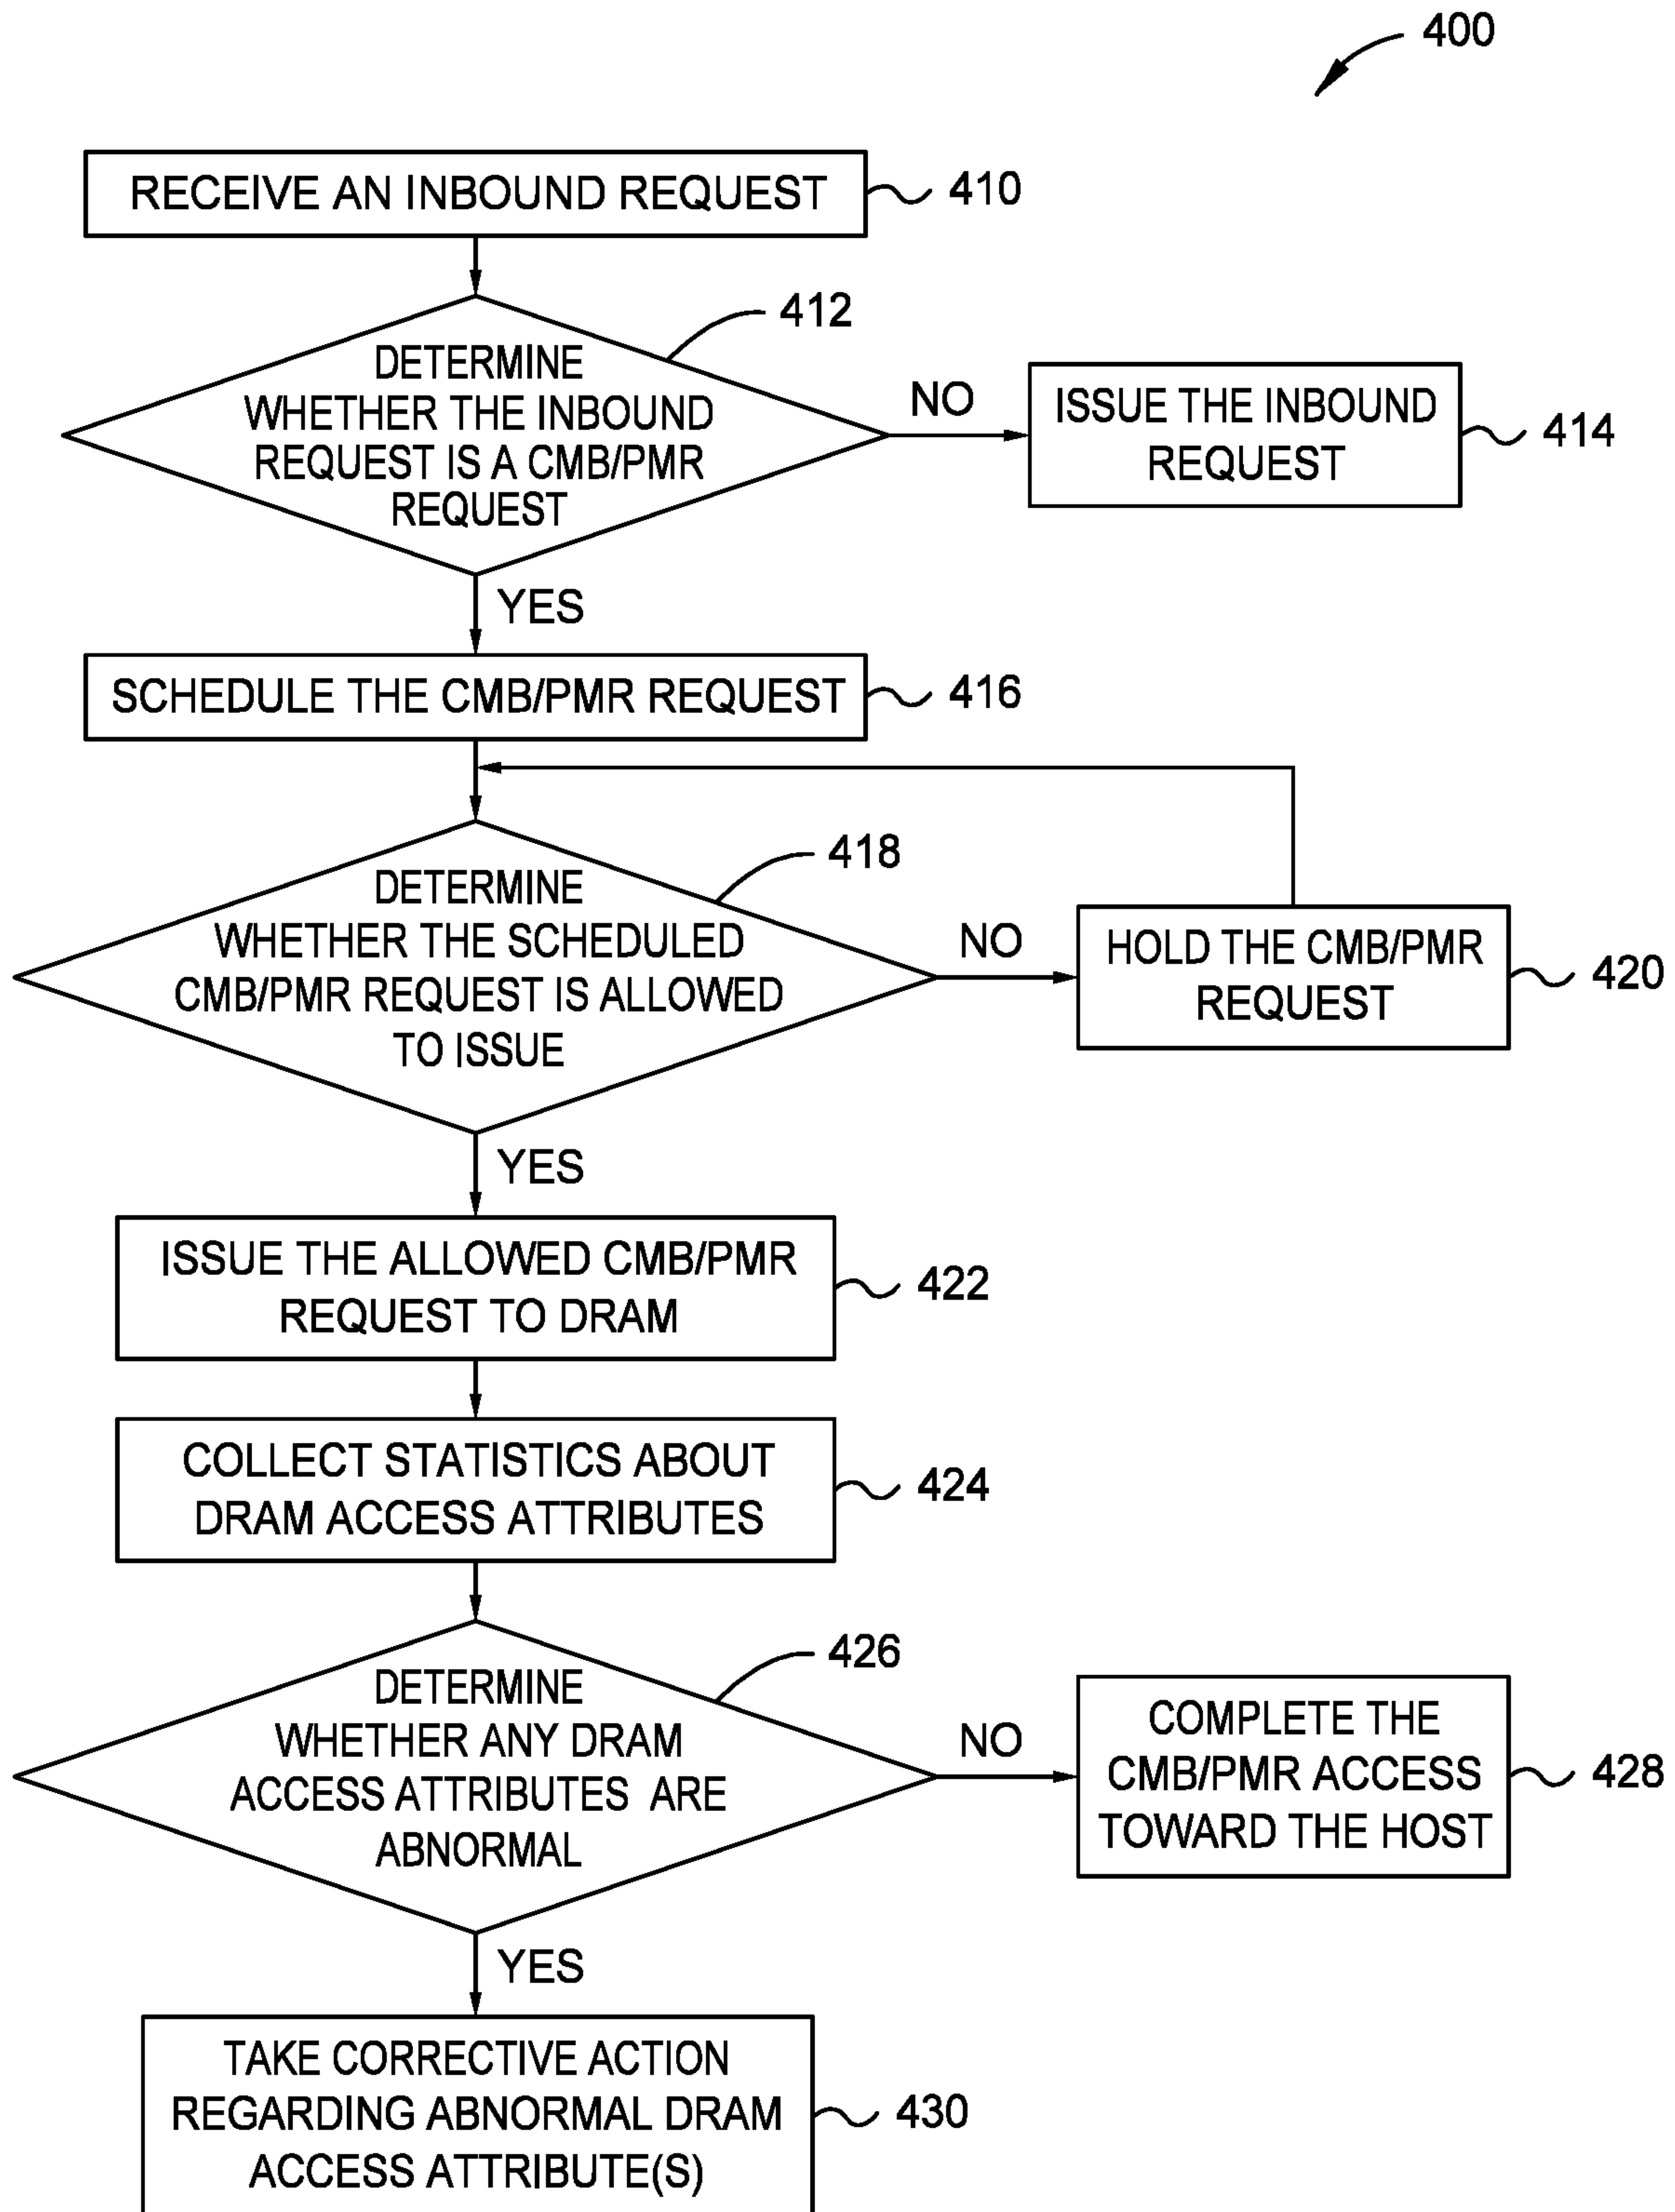 400
RECEIVE AN INBOUND REQUEST
410
412
DETERMINE
WHETHER THE INBOUND
REQUEST IS A CMB/PMR
REQUEST
NO
ISSUE THE INBOUND
REQUEST
414
YES
SCHEDULE THE CMB/PMR REQUEST
416
418
DETERMINE
WHETHER THE SCHEDULED
CMB/PMR REQUEST IS ALLOWED
TO ISSUE
NO
HOLD THE CMB/PMR
REQUEST
420
YES
ISSUE THE ALLOWED CMB/PMR
REQUEST TO DRAM
422
COLLECT STATISTICS ABOUT
DRAM ACCESS ATTRIBUTES
424
426
DETERMINE
WHETHER ANY DRAM
ACCESS ATTRIBUTES ARE
ABNORMAL
NO
COMPLETE THE
CMB/PMR ACCESS
TOWARD THE HOST
428
YES
TAKE CORRECTIVE ACTION
REGARDING ABNORMAL DRAM
ACCESS ATTRIBUTE(S)
430